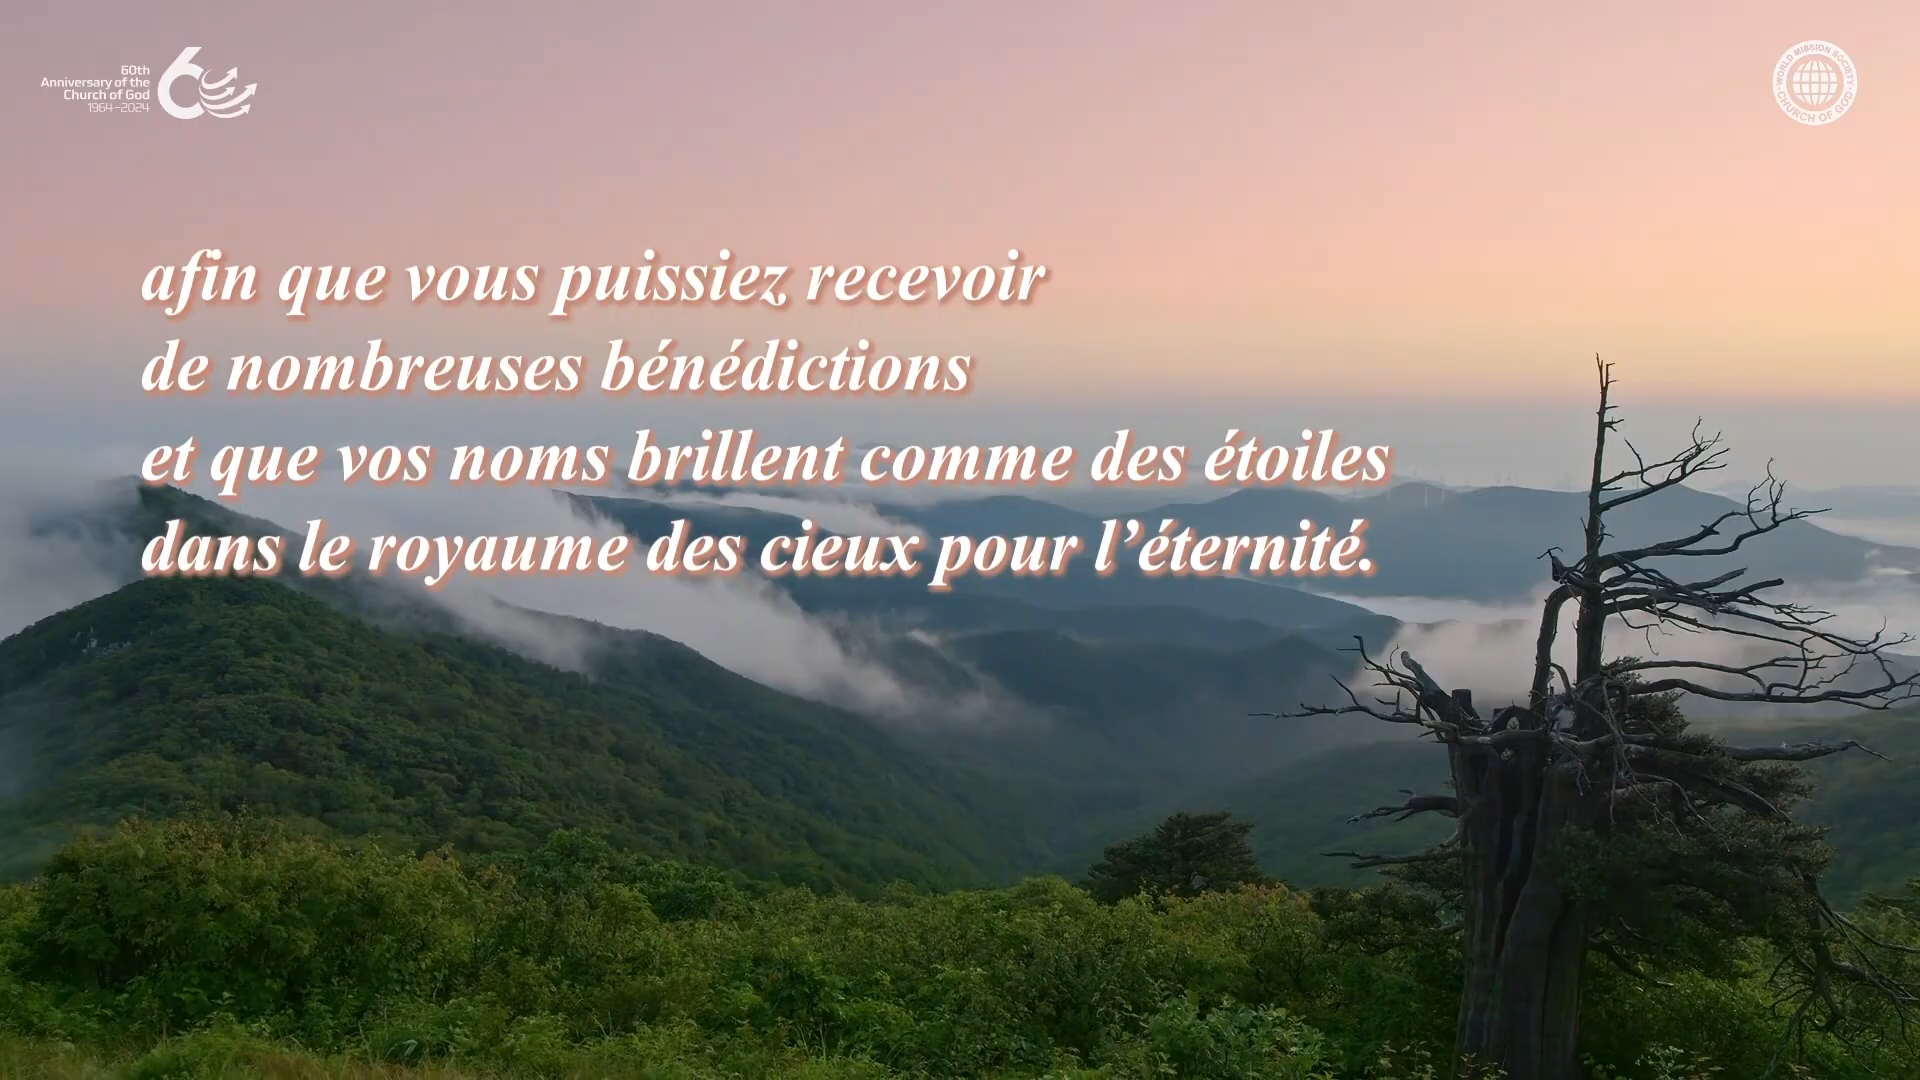 60th
Anniversary of the
Church of God
1964–2024
WORLD MISSION SOCIETY
CHURCH OF GOD
afin que vous puissiez recevoir
de nombreuses bénédictions
et que vos noms brillent comme des étoiles
dans le royaume des cieux pour l’éternité.